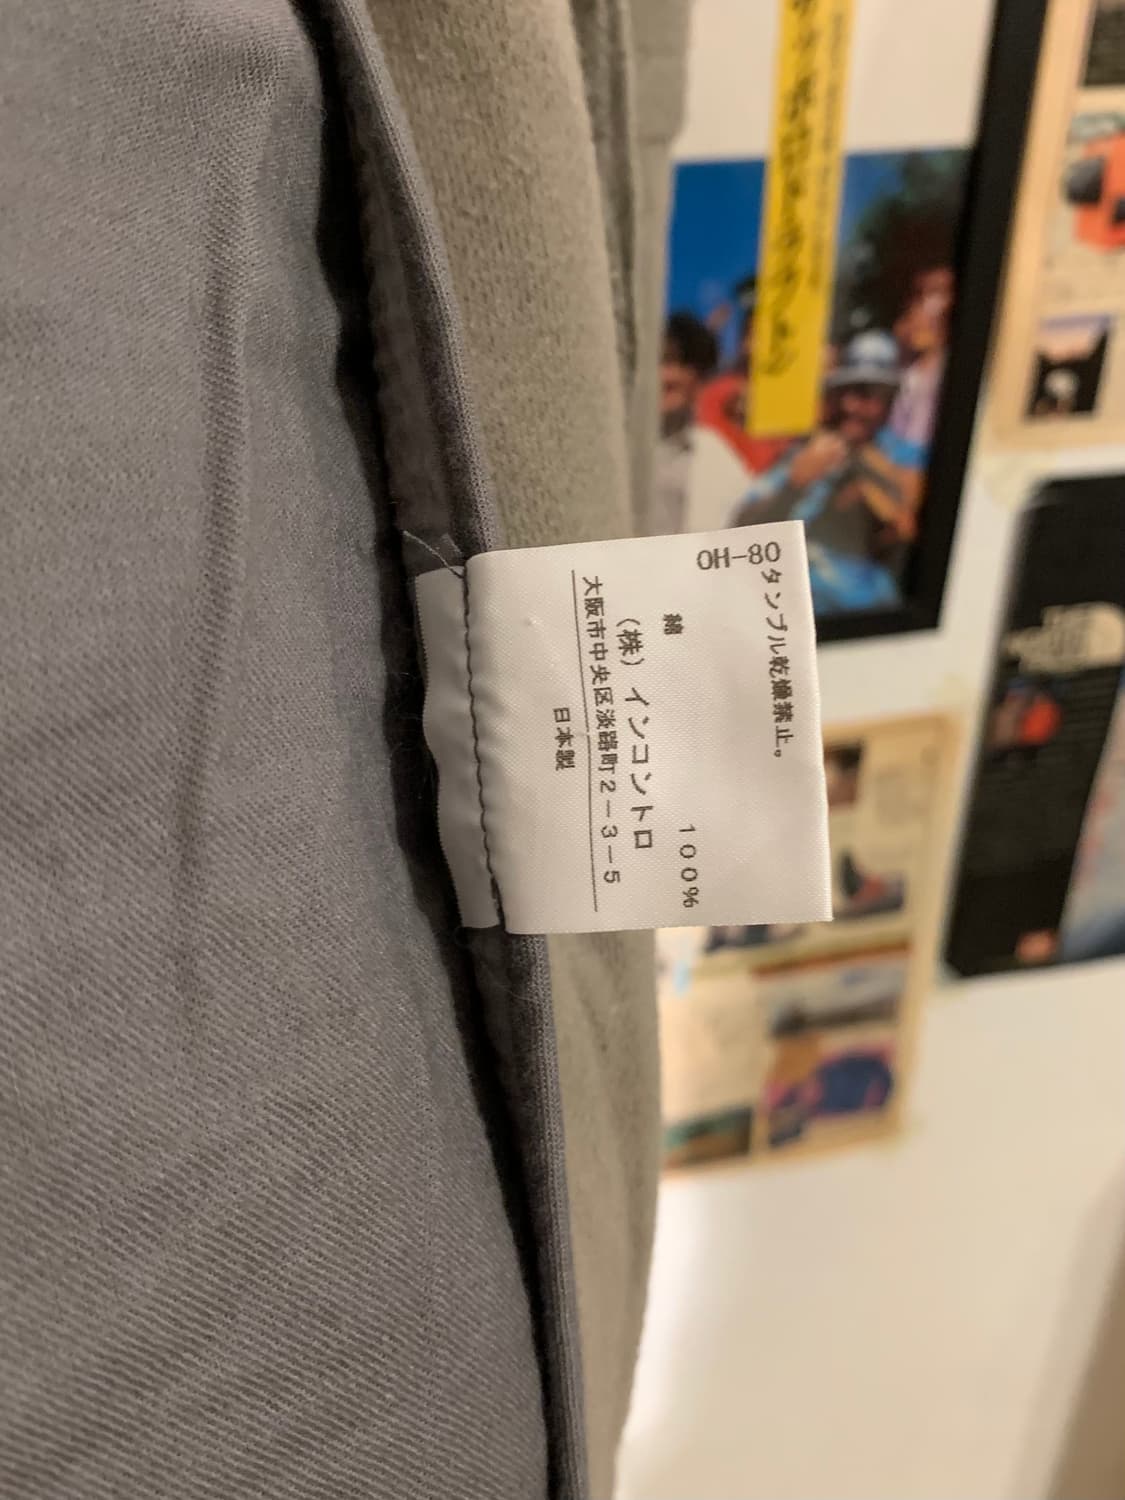 OH-80
タンブル乾燥禁止。
綿 100%
(株)インコントロ
大阪市中央区淡路町2-3-5
日本製